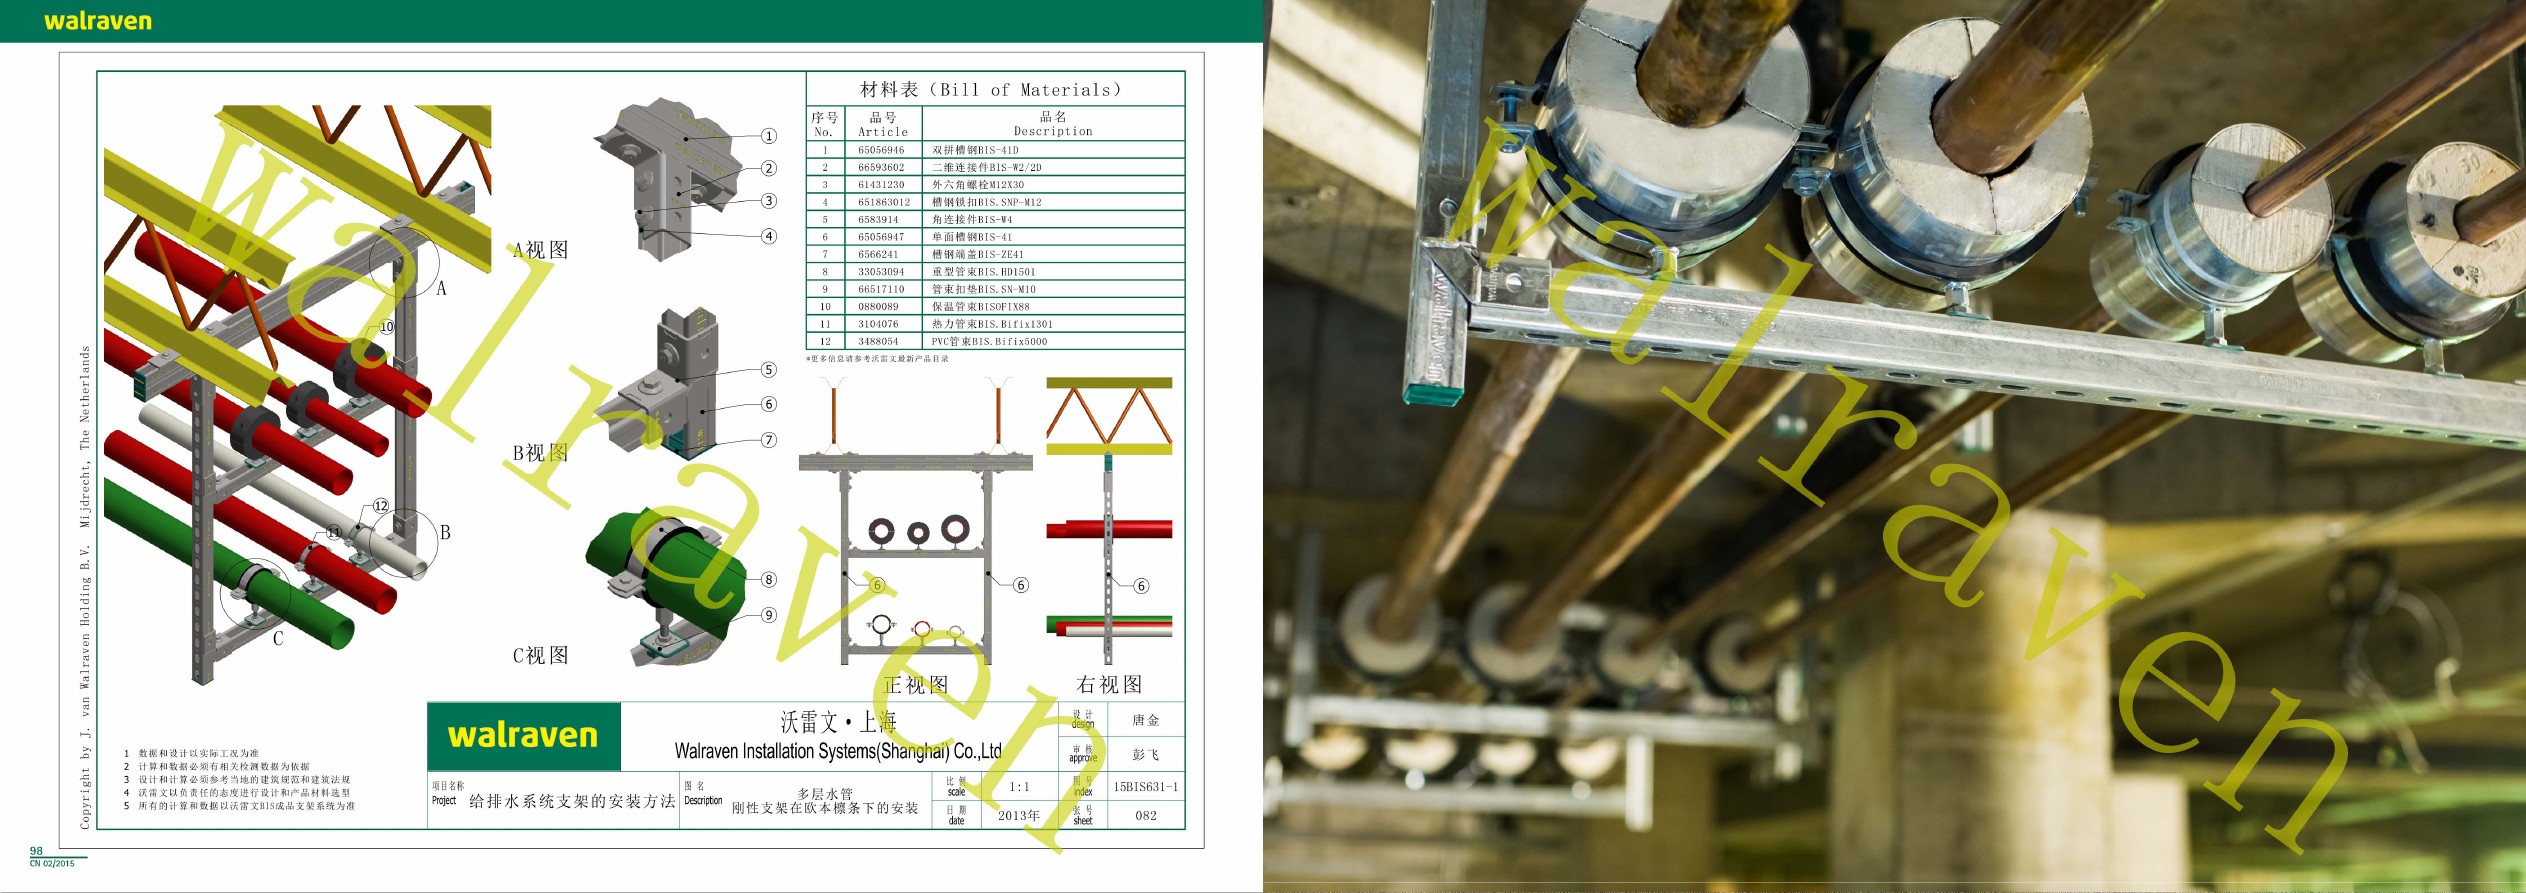 walraven
材料表（Bill of Materials）
序号 品号 品名
No. Article Description
1 65056946 双拼槽钢BIS-41D
2 66593602 二维连接件BIS-W2/2D
3 61431230 外六角螺栓M12X30
4 651863012 槽钢锁扣BIS.SNP-M12
5 6583914 角连接件BIS-W4
6 65056947 单面槽钢BIS-41
7 6566241 槽钢端盖BIS-ZE41
8 33053094 重型管束BIS.HD1501
9 66517110 管束扣垫BIS.SN-M10
10 0880089 保温管束BISOFIX88
11 3104076 热力管束BIS.Bifix1301
12 3488054 PVC管束BIS.Bifix5000
*更多信息请参考沃雷文最新产品目录
A
B
C
10
11
12
1
2
3
4
A视图
5
6
7
B视图
8
9
C视图
6
6
6
正视图
右视图
Copyright by J. van Walraven Holding B.V. Mijdrecht, The Netherlands
1 数据和设计以实际工况为准
2 计算和数据必须有相关检测数据为依据
3 设计和计算必须参考当地的建筑规范和建筑法规
4 沃雷文以负责任的态度进行设计和产品材料选型
5 所有的计算和数据以沃雷文BIS成品支架系统为准
walraven
沃雷文·上海
Walraven Installation Systems(Shanghai) Co.,Ltd
设计 design 唐金
审核 approve 彭飞
项目名称 Project 给排水系统支架的安装方法
图名 Description 多层水管
刚性支架在欧本檩条下的安装
比例 scale 1:1
图号 index 15BIS631-1
日期 date 2013年
张号 sheet 082
98
CN 02/2015
walraven
walraven